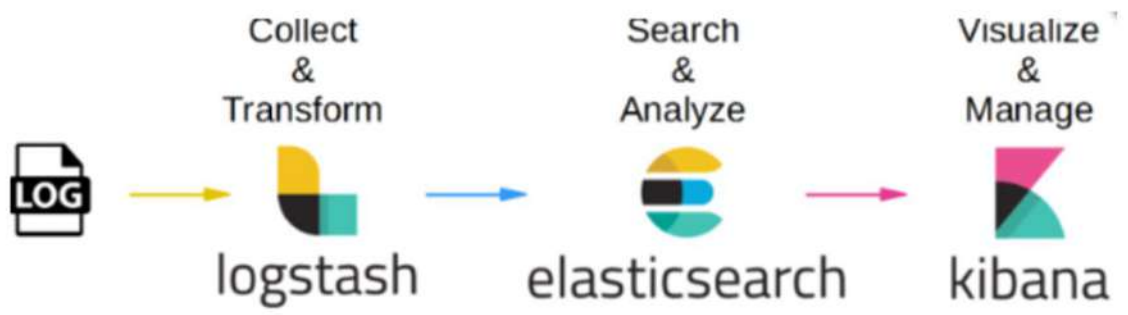 Collect
&
Transform
Search
&
Analyze
Visualize
&
Manage
LOG
logstash
elasticsearch
kibana